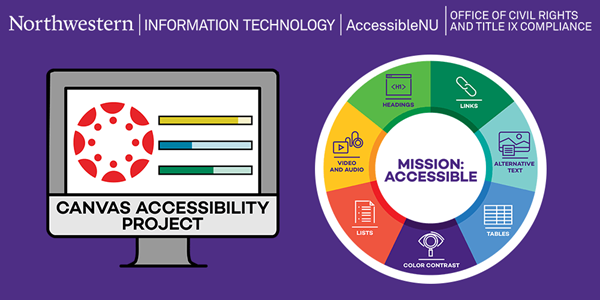 Northwestern | INFORMATION TECHNOLOGY | AccessibleNU | OFFICE OF CIVIL RIGHTS
AND TITLE IX COMPLIANCE
CANVAS ACCESSIBILITY
PROJECT
MISSION:
ACCESSIBLE
<H1>
HEADINGS
LINKS
ALTERNATIVE
TEXT
TABLES
COLOR CONTRAST
LISTS
VIDEO
AND AUDIO